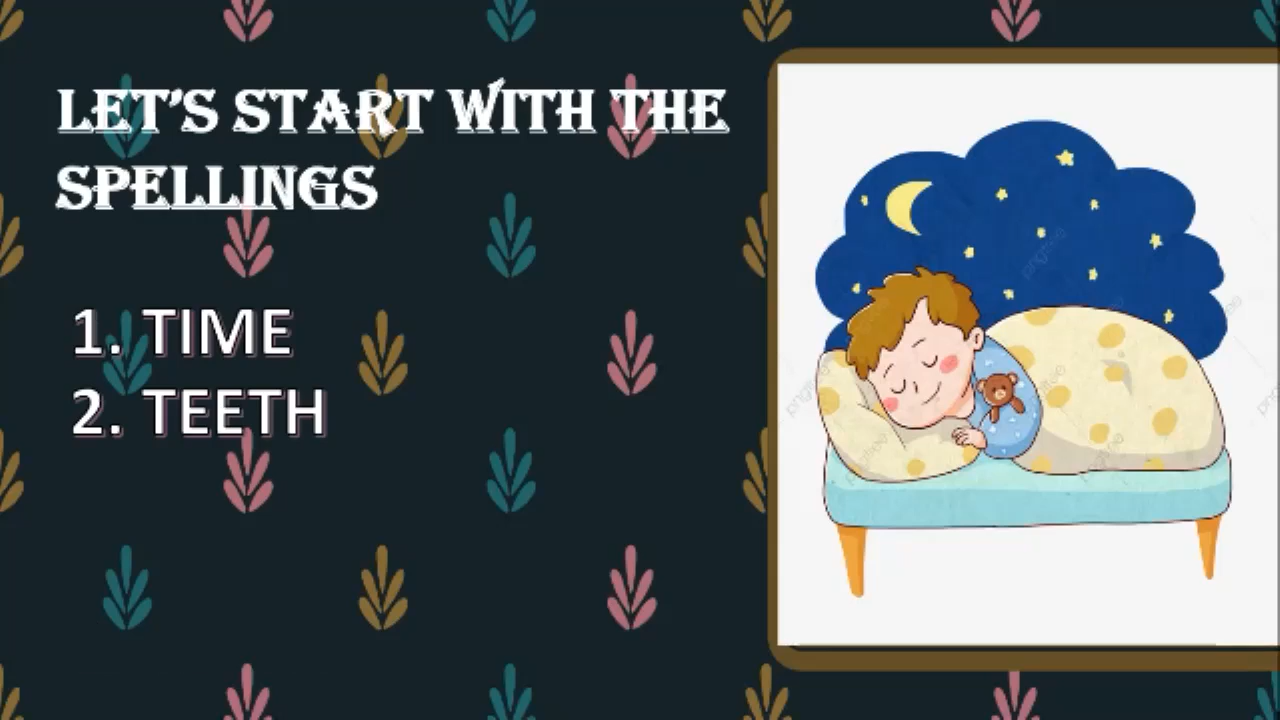 LET'S START WITH THE
SPELLINGS
1. TIME
2. TEETH